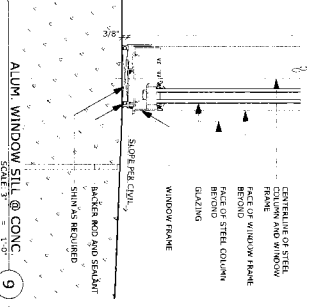 3/8"
CENTERLINE OF STEEL
COLUMN AND WINDOW
FRAME
FACE OF WINDOW FRAME
BEYOND
FACE OF STEEL COLUMN
BEYOND
GLAZING
WINDOW FRAME
SLOPE PER CIVIL
BACKER ROD AND SEALANT
SHIM AS REQUIRED
ALUM. WINDOW SILL @ CONC
SCALE: 3" = 1'-0"
9